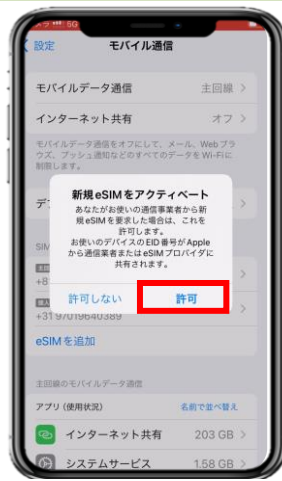 5G
設定
モバイル通信
モバイルデータ通信 主回線
インターネット共有 オフ
モバイルデータ通信をオフにして、メール、Webブラ
ウズ、プッシュ通知などのすべてのデータをWi-Fiに
制限します。
デ
新規eSIMをアクティベート
あなたがお使いの通信事業者から新
規eSIMを要求した場合は、これを
許可します。
お使いのデバイスのEID番号がApple
から通信業者またはeSIMプロバイダに
共有されます。
許可しない 許可
SIM
+8
+31 97019640389
eSIMを追加
主回線のモバイルデータ通信
アプリ (使用状況) 名前で並べ替え
インターネット共有 203 GB
システムサービス 1.58 GB